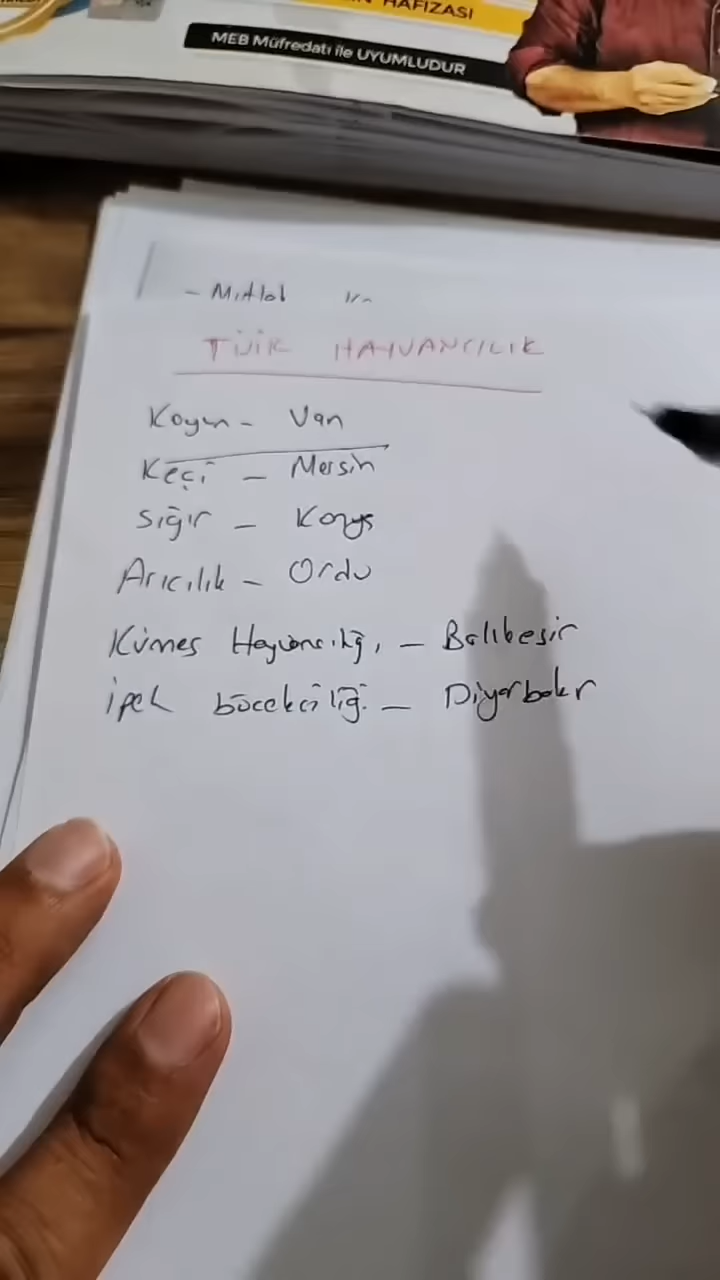 HAFIZASI
MEB Müfredatı ile UYUMLUDUR
TÜİK HAYVANCILIK
Koyun - Van
Keçi - Mersin
Sığır - Konya
Arıcılık - Ordu
Kümes Hayvancılığı - Balıkesir
İpek böcekçiliği - Diyarbakır